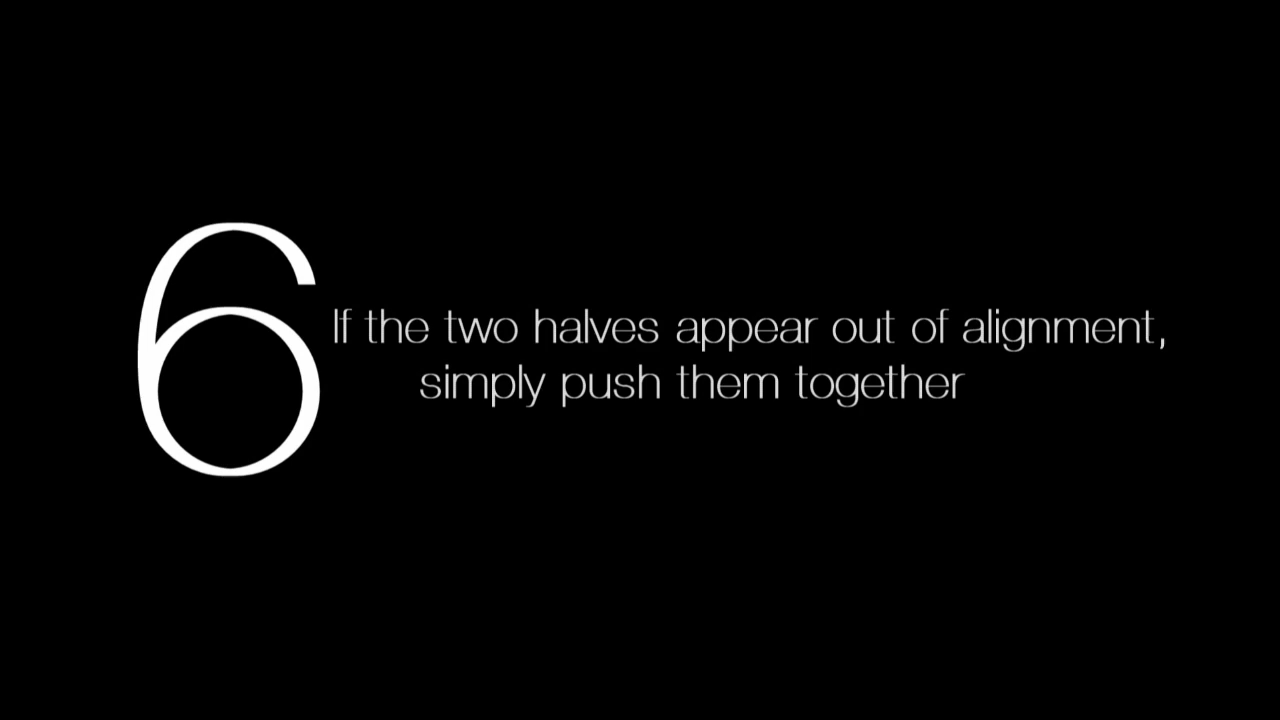 6
If the two halves appear out of alignment,
simply push them together